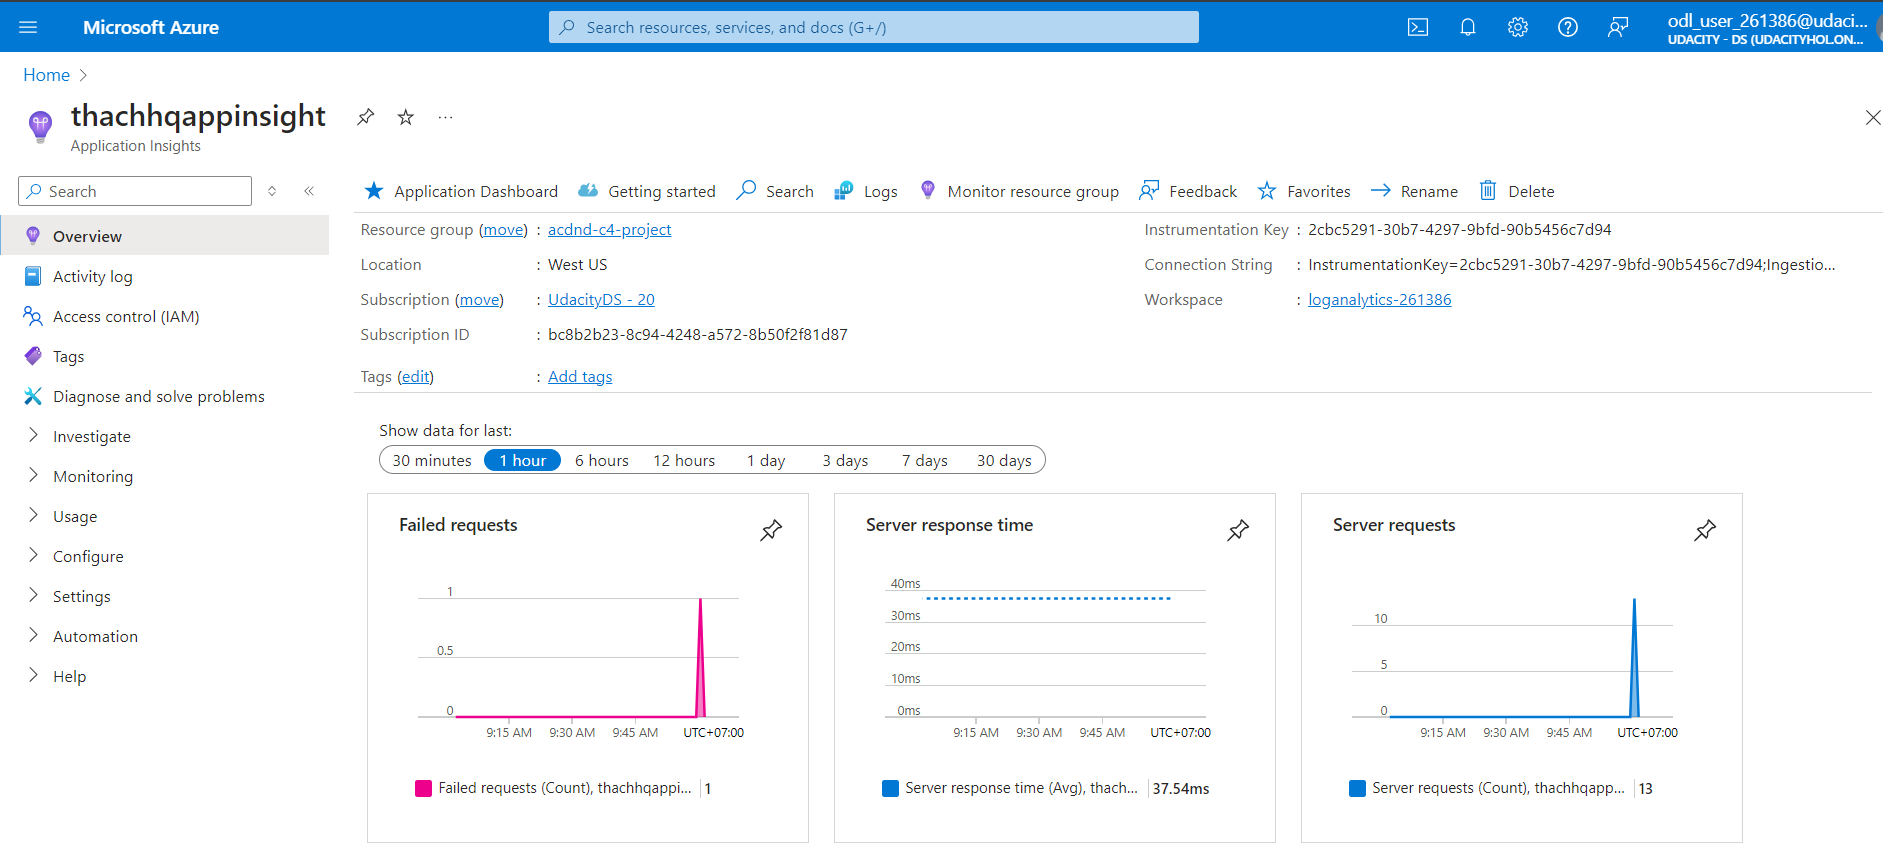 Microsoft Azure
Search resources, services, and docs (G+/)
odl_user_261386@udaci...
UDACITY - DS (UDACITYHOL.ON...
Home
thachhqappinsight
Application Insights
Search
Overview
Activity log
Access control (IAM)
Tags
Diagnose and solve problems
Investigate
Monitoring
Usage
Configure
Settings
Automation
Help
Application Dashboard
Getting started
Search
Logs
Monitor resource group
Feedback
Favorites
Rename
Delete
Resource group (move) : acdnd-c4-project
Location : West US
Subscription (move) : UdacityDS - 20
Subscription ID : bc8b2b23-8c94-4248-a572-8b50f2f81d87
Tags (edit) : Add tags
Instrumentation Key : 2cbc5291-30b7-4297-9bfd-90b5456c7d94
Connection String : InstrumentationKey=2cbc5291-30b7-4297-9bfd-90b5456c7d94;Ingestio...
Workspace : loganalytics-261386
Show data for last:
30 minutes 1 hour 6 hours 12 hours 1 day 3 days 7 days 30 days
Failed requests
1
0.5
0
9:15 AM 9:30 AM 9:45 AM UTC+07:00
Failed requests (Count), thachhqappi... 1
Server response time
40ms
30ms
20ms
10ms
0ms
9:15 AM 9:30 AM 9:45 AM UTC+07:00
Server response time (Avg), thach... 37.54ms
Server requests
10
5
0
9:15 AM 9:30 AM 9:45 AM UTC+07:00
Server requests (Count), thachhqapp... 13